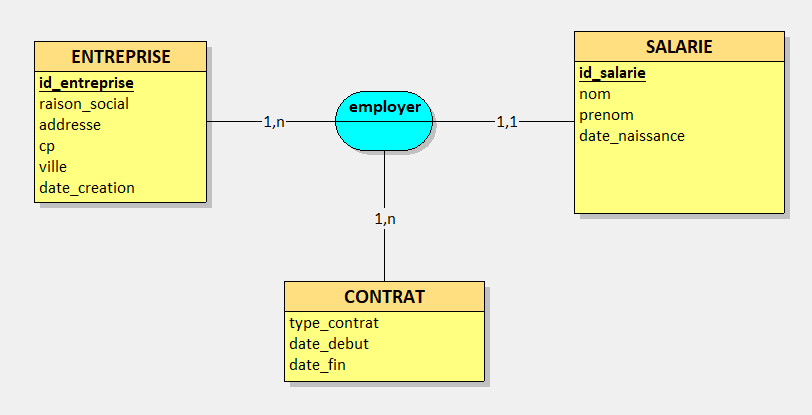 ENTREPRISE
id_entreprise
raison_social
addresse
cp
ville
date_creation
1,n
employer
1,1
SALARIE
id_salarie
nom
prenom
date_naissance
1,n
CONTRAT
type_contrat
date_debut
date_fin